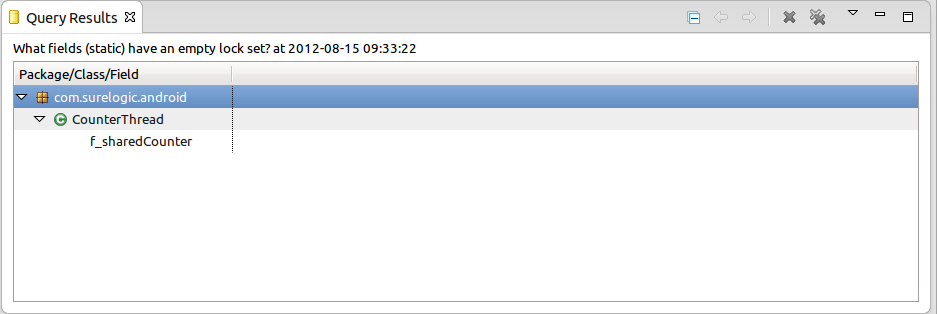 Query Results
What fields (static) have an empty lock set? at 2012-08-15 09:33:22
Package/Class/Field
com.surelogic.android
C CounterThread
f_sharedCounter